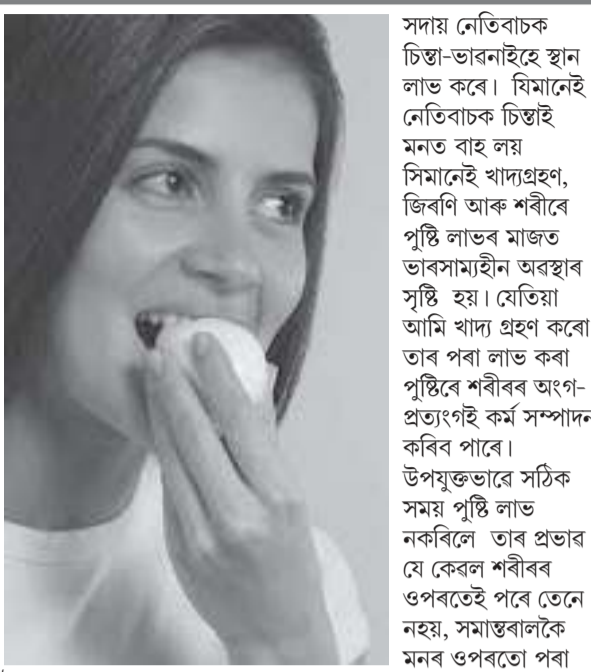 সদায় নেতিবাচক
চিন্তা-ভাৱনাইহে স্থান
লাভ কৰে। যিমানেই
নেতিবাচক চিন্তাই
মনত বাহ লয়
সিমানেই খাদ্যগ্ৰহণ,
জিৰণি আৰু শৰীৰে
পুষ্টি লাভৰ মাজত
ভাৰসাম্যহীন অৱস্থাৰ
সৃষ্টি হয়। যেতিয়া
আমি খাদ্য গ্ৰহণ কৰো
তাৰ পৰা লাভ কৰা
পুষ্টিৰে শৰীৰৰ অংগ-
প্ৰত্যংগই কৰ্ম সম্পাদন
কৰিব পাৰে।
উপযুক্তভাৱে সঠিক
সময় পুষ্টি লাভ
নকৰিলে তাৰ প্ৰভাৱ
যে কেৱল শৰীৰৰ
ওপৰতেই পৰে তেনে
নহয়, সমান্তৰালকৈ
মনৰ ওপৰতো পৰা